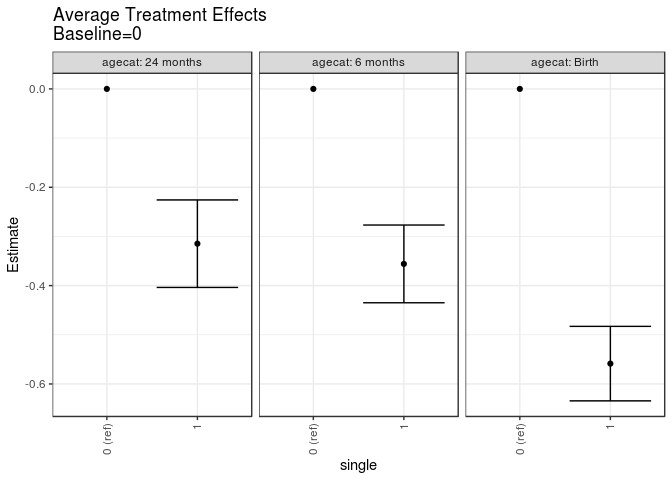 Average Treatment Effects
Baseline=0
agecat: 24 months
agecat: 6 months
agecat: Birth
Estimate
0.0
-0.2
-0.4
-0.6
0 (ref)
1
0 (ref)
1
0 (ref)
1
single